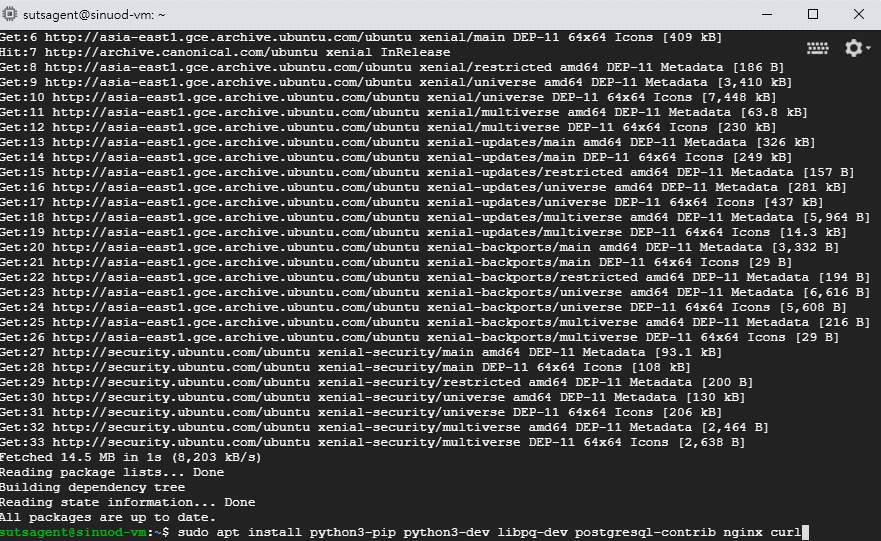 sutsagent@sinuod-vm: ~
Get:6 http://asia-east1.gce.archive.ubuntu.com/ubuntu xenial/main DEP-11 64x64 Icons [409 kB]
Hit:7 http://archive.canonical.com/ubuntu xenial InRelease
Get:8 http://asia-east1.gce.archive.ubuntu.com/ubuntu xenial/restricted amd64 DEP-11 Metadata [186 B]
Get:9 http://asia-east1.gce.archive.ubuntu.com/ubuntu xenial/universe amd64 DEP-11 Metadata [3,410 kB]
Get:10 http://asia-east1.gce.archive.ubuntu.com/ubuntu xenial/universe DEP-11 64x64 Icons [7,448 kB]
Get:11 http://asia-east1.gce.archive.ubuntu.com/ubuntu xenial/multiverse amd64 DEP-11 Metadata [63.8 kB]
Get:12 http://asia-east1.gce.archive.ubuntu.com/ubuntu xenial/multiverse DEP-11 64x64 Icons [230 kB]
Get:13 http://asia-east1.gce.archive.ubuntu.com/ubuntu xenial-updates/main amd64 DEP-11 Metadata [326 kB]
Get:14 http://asia-east1.gce.archive.ubuntu.com/ubuntu xenial-updates/main DEP-11 64x64 Icons [249 kB]
Get:15 http://asia-east1.gce.archive.ubuntu.com/ubuntu xenial-updates/restricted amd64 DEP-11 Metadata [157 B]
Get:16 http://asia-east1.gce.archive.ubuntu.com/ubuntu xenial-updates/universe amd64 DEP-11 Metadata [281 kB]
Get:17 http://asia-east1.gce.archive.ubuntu.com/ubuntu xenial-updates/universe DEP-11 64x64 Icons [437 kB]
Get:18 http://asia-east1.gce.archive.ubuntu.com/ubuntu xenial-updates/multiverse amd64 DEP-11 Metadata [5,964 B]
Get:19 http://asia-east1.gce.archive.ubuntu.com/ubuntu xenial-updates/multiverse DEP-11 64x64 Icons [14.3 kB]
Get:20 http://asia-east1.gce.archive.ubuntu.com/ubuntu xenial-backports/main amd64 DEP-11 Metadata [3,332 B]
Get:21 http://asia-east1.gce.archive.ubuntu.com/ubuntu xenial-backports/main DEP-11 64x64 Icons [29 B]
Get:22 http://asia-east1.gce.archive.ubuntu.com/ubuntu xenial-backports/restricted amd64 DEP-11 Metadata [194 B]
Get:23 http://asia-east1.gce.archive.ubuntu.com/ubuntu xenial-backports/universe amd64 DEP-11 Metadata [6,616 B]
Get:24 http://asia-east1.gce.archive.ubuntu.com/ubuntu xenial-backports/universe DEP-11 64x64 Icons [5,608 B]
Get:25 http://asia-east1.gce.archive.ubuntu.com/ubuntu xenial-backports/multiverse amd64 DEP-11 Metadata [216 B]
Get:26 http://asia-east1.gce.archive.ubuntu.com/ubuntu xenial-backports/multiverse DEP-11 64x64 Icons [29 B]
Get:27 http://security.ubuntu.com/ubuntu xenial-security/main amd64 DEP-11 Metadata [93.1 kB]
Get:28 http://security.ubuntu.com/ubuntu xenial-security/main DEP-11 64x64 Icons [108 kB]
Get:29 http://security.ubuntu.com/ubuntu xenial-security/restricted amd64 DEP-11 Metadata [200 B]
Get:30 http://security.ubuntu.com/ubuntu xenial-security/universe amd64 DEP-11 Metadata [130 kB]
Get:31 http://security.ubuntu.com/ubuntu xenial-security/universe DEP-11 64x64 Icons [206 kB]
Get:32 http://security.ubuntu.com/ubuntu xenial-security/multiverse amd64 DEP-11 Metadata [2,464 B]
Get:33 http://security.ubuntu.com/ubuntu xenial-security/multiverse DEP-11 64x64 Icons [2,638 B]
Fetched 14.5 MB in 1s (8,203 kB/s)
Reading package lists... Done
Building dependency tree
Reading state information... Done
All packages are up to date.
sutsagent@sinuod-vm:~$ sudo apt install python3-pip python3-dev libpq-dev postgresql-contrib nginx curl